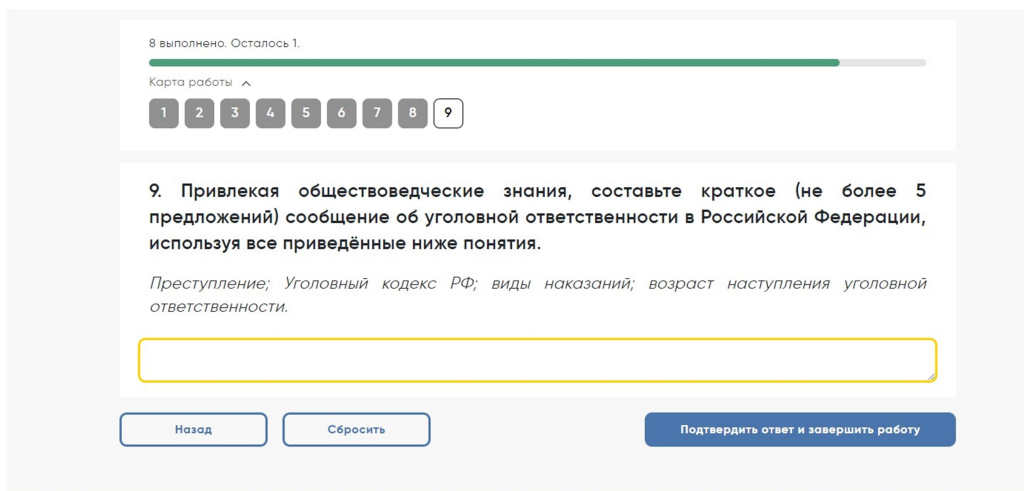 8 выполнено. Осталось 1.
Карта работы
1 2 3 4 5 6 7 8 9
9. Привлекая обществоведческие знания, составьте краткое (не более 5
предложений) сообщение об уголовной ответственности в Российской Федерации,
используя все приведённые ниже понятия.
Преступление; Уголовный кодекс РФ; виды наказаний; возраст наступления уголовной
ответственности.
Назад Сбросить Подтвердить ответ и завершить работу